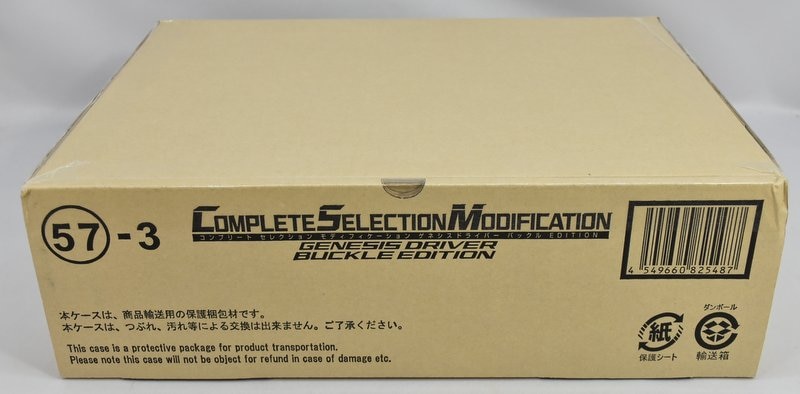 57 - 3
COMPLETE SELECTION MODIFICATION
コンプリート セレクション モディフィケーション ゲネシスドライバー バックル EDITION
GENESIS DRIVER
BUCKLE EDITION
4 549660 825487
本ケースは、商品輸送用の保護梱包材です。
本ケースは、つぶれ、汚れ等による交換は出来ません。ご了承ください。
This case is a protective package for product transportation.
Please note this case will not be object for refund in case of damage etc.
紙
保護シート
ダンボール
輸送箱